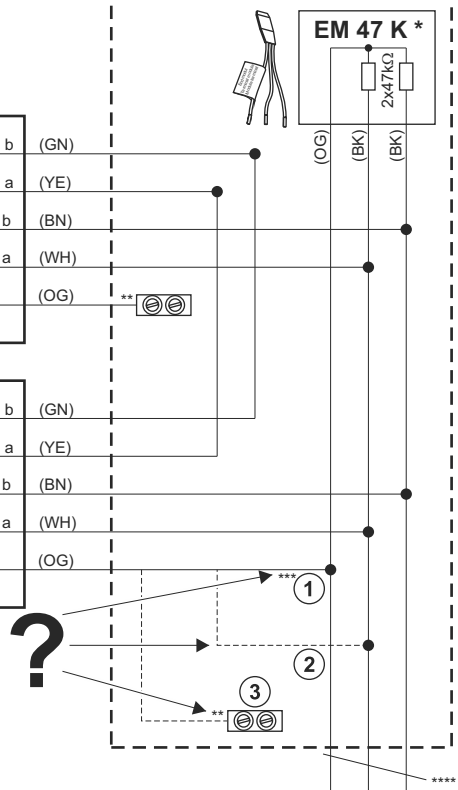 EM 47 K *
2x47kΩ
(OG) (BK) (BK)
b (GN)
a (YE)
b (BN)
a (WH)
(OG) **
b (GN)
a (YE)
b (BN)
a (WH)
(OG)
*** 1
?
2
3
**
****